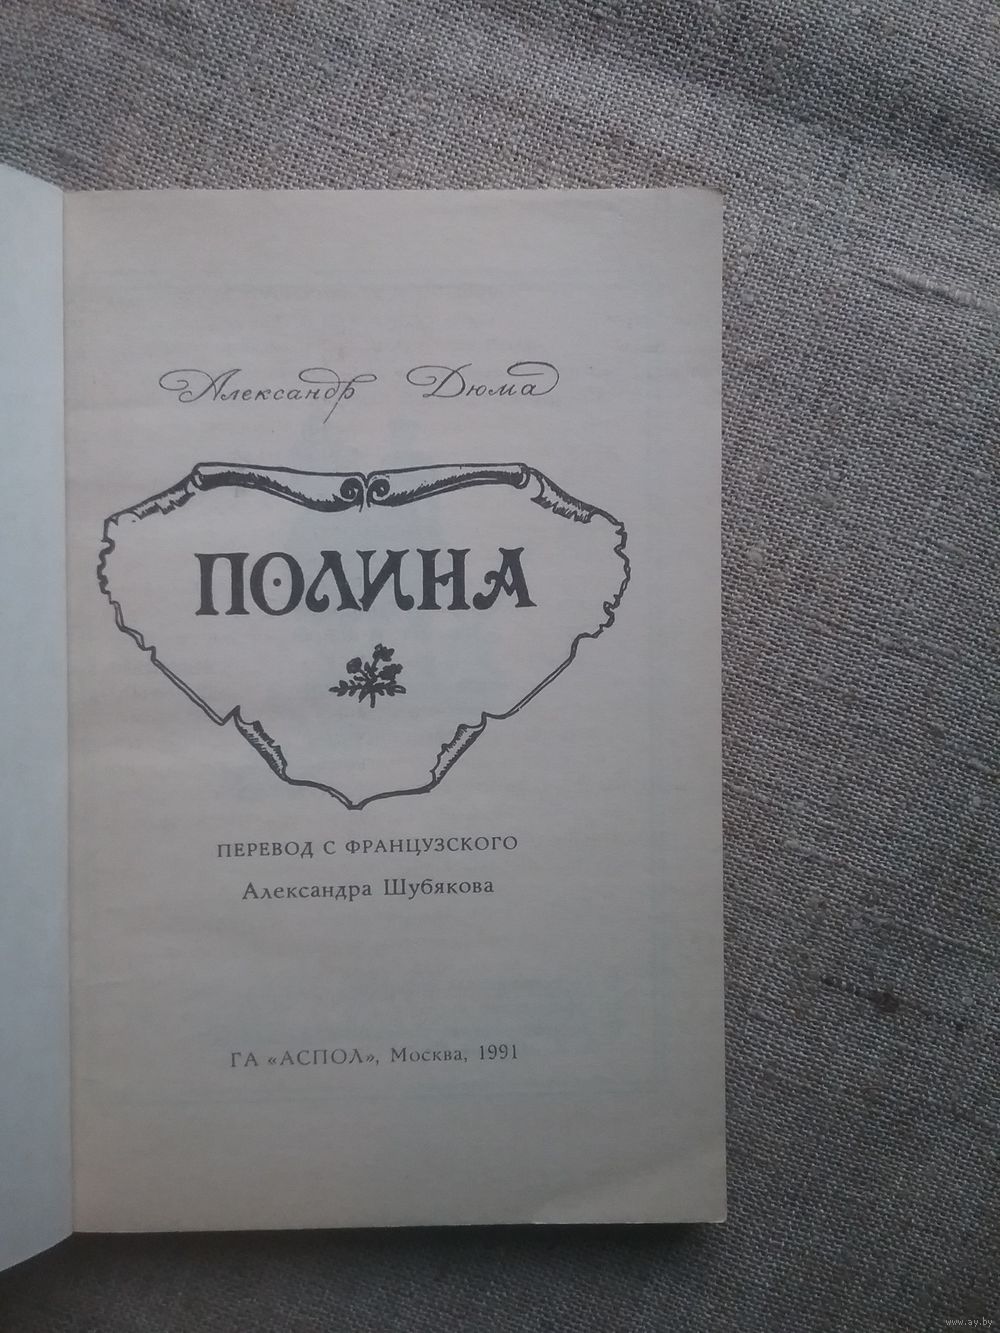 Александр Дюма
ПОЛИНА
ПЕРЕВОД С ФРАНЦУЗСКОГО
Александра Шубякова
ГА «АСПОЛ», Москва, 1991
www.ay.by